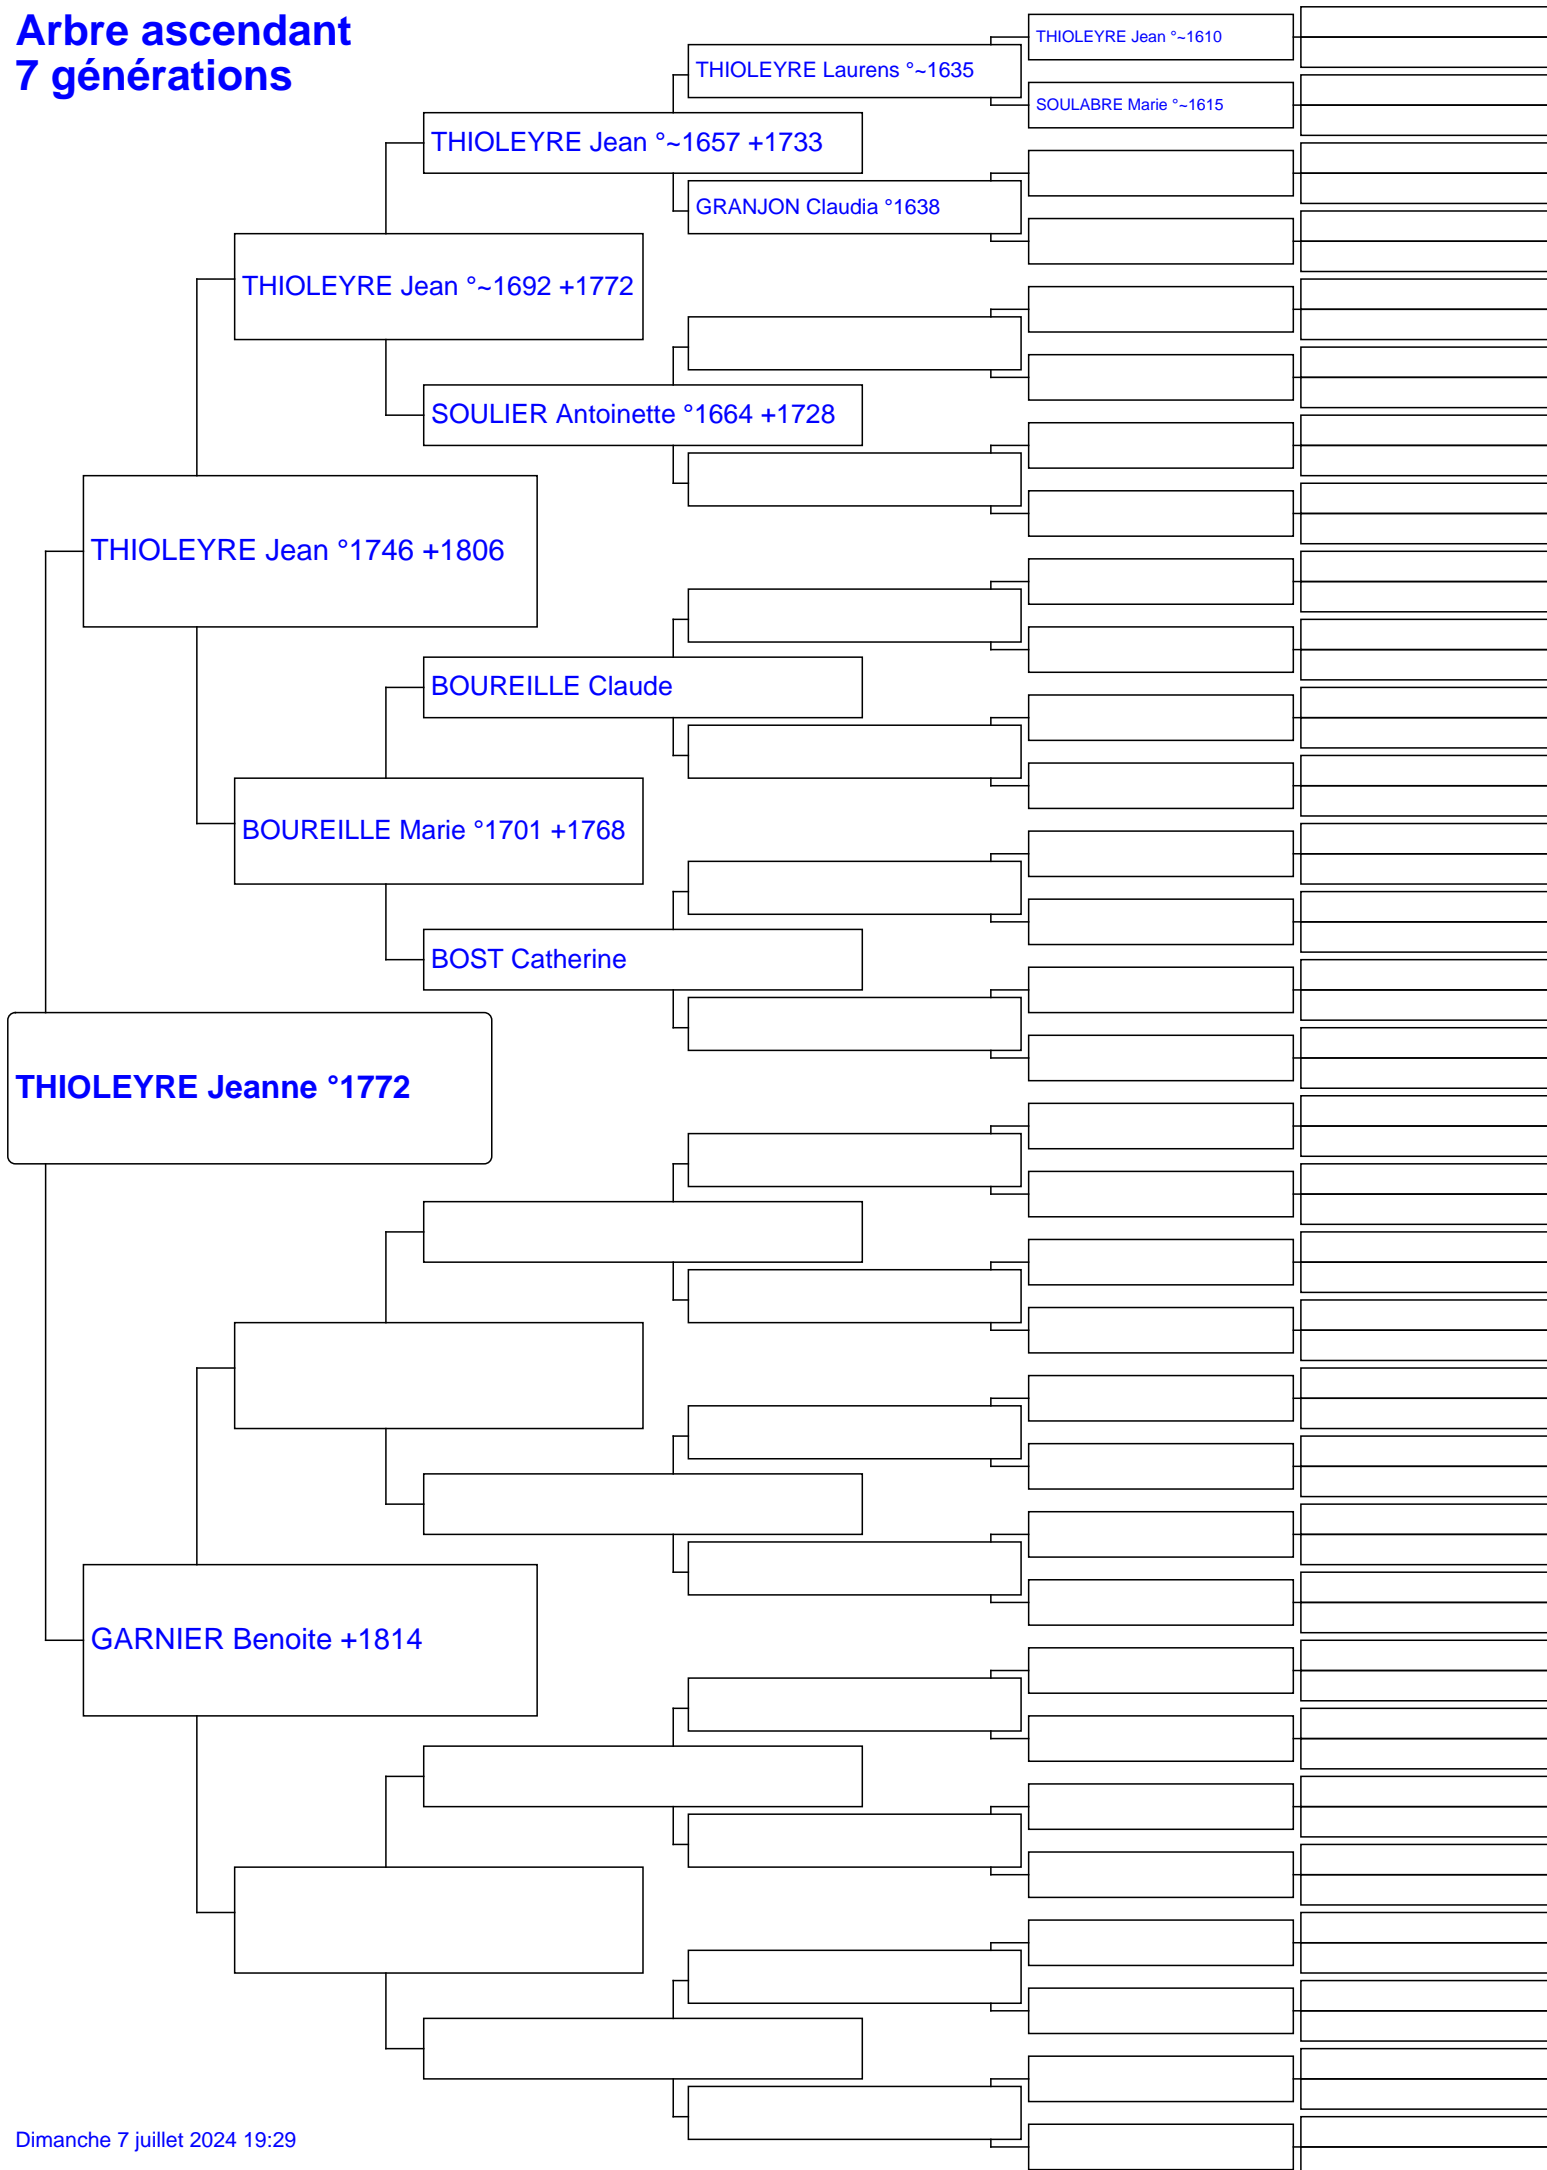 Arbre ascendant
7 générations
THIOLEYRE Jean °~1610
THIOLEYRE Laurens °~1635
SOULABRE Marie °~1615
THIOLEYRE Jean °~1657 +1733
GRANJON Claudia °1638
THIOLEYRE Jean °~1692 +1772
SOULIER Antoinette °1664 +1728
THIOLEYRE Jean °1746 +1806
BOUREILLE Claude
BOUREILLE Marie °1701 +1768
BOST Catherine
THIOLEYRE Jeanne °1772
GARNIER Benoite +1814
Dimanche 7 juillet 2024 19:29